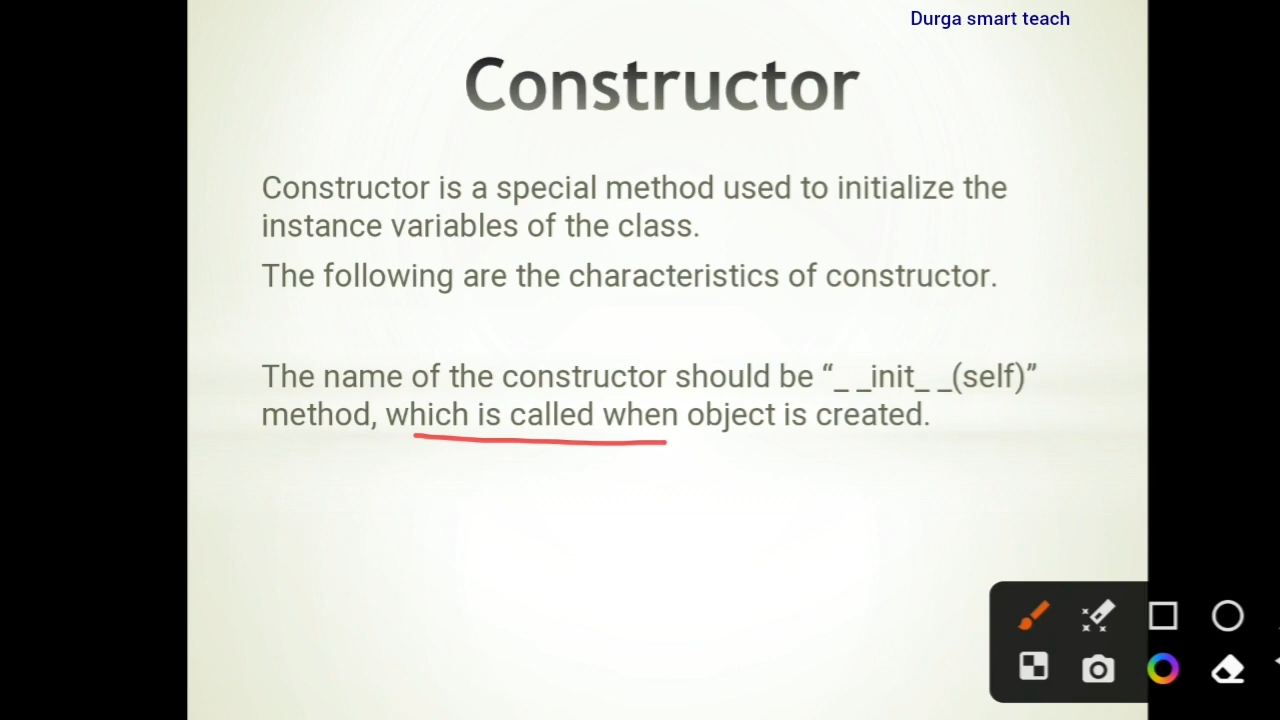 Durga smart teach
Constructor
Constructor is a special method used to initialize the
instance variables of the class.
The following are the characteristics of constructor.
The name of the constructor should be “_ _init_ _(self)”
method, which is called when object is created.